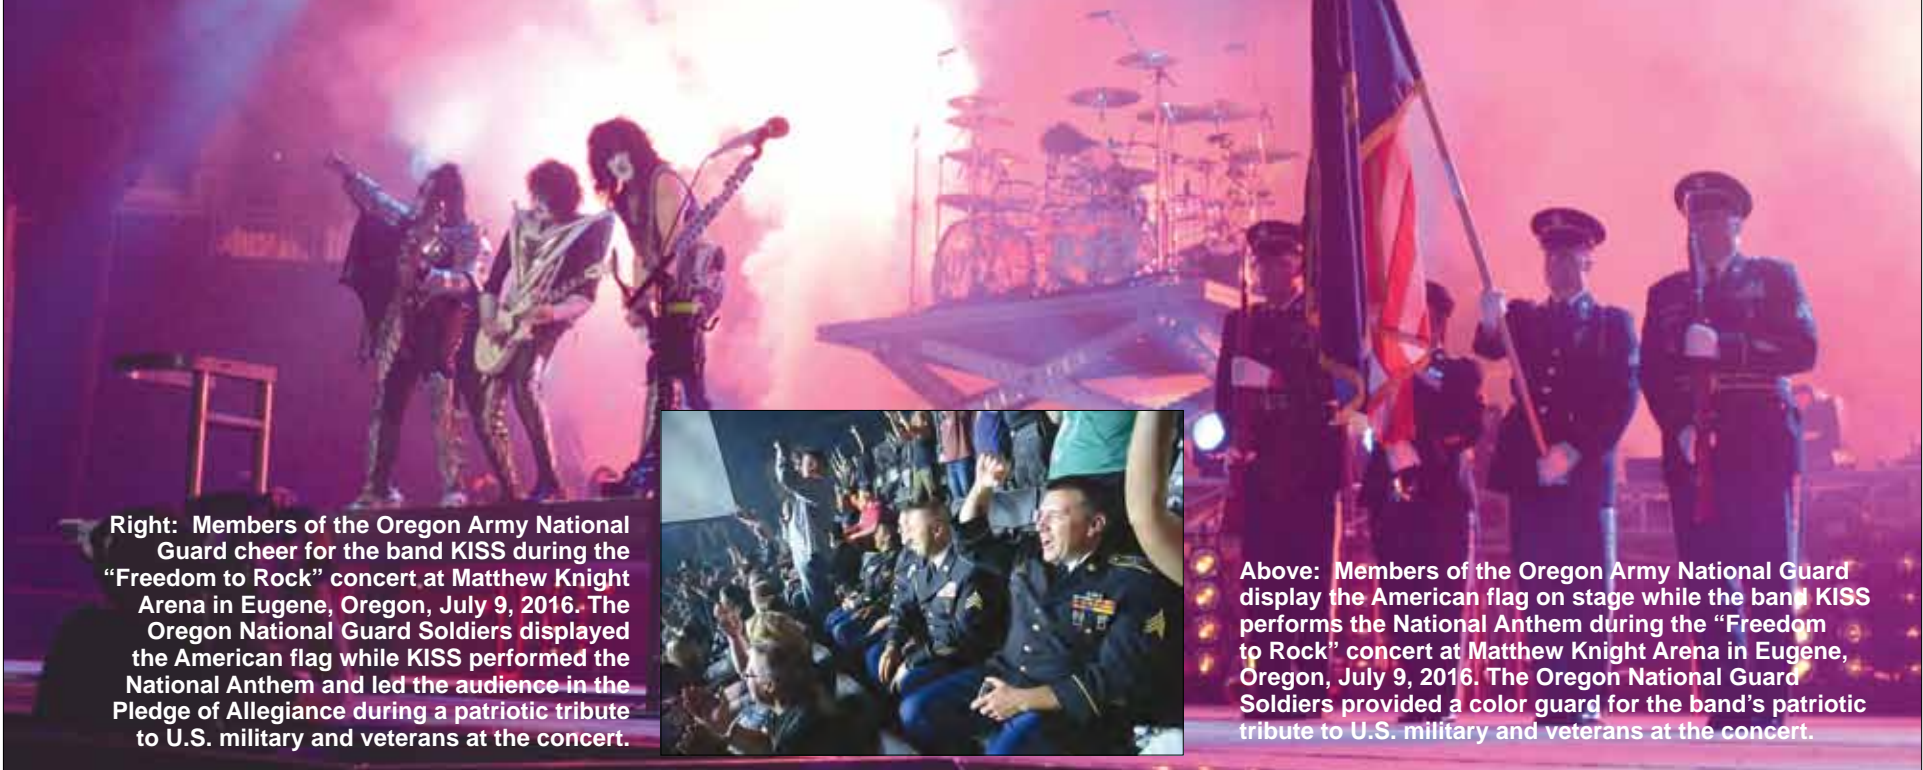 Right:  Members of the Oregon Army National
Guard cheer for the band KISS during the
“Freedom to Rock” concert at Matthew Knight
Arena in Eugene, Oregon, July 9, 2016. The
Oregon National Guard Soldiers displayed
the American flag while KISS performed the
National Anthem and led the audience in the
Pledge of Allegiance during a patriotic tribute
to U.S. military and veterans at the concert.
Above:  Members of the Oregon Army National Guard
display the American flag on stage while the band KISS
performs the National Anthem during the “Freedom
to Rock” concert at Matthew Knight Arena in Eugene,
Oregon, July 9, 2016. The Oregon National Guard
Soldiers provided a color guard for the band’s patriotic
tribute to U.S. military and veterans at the concert.